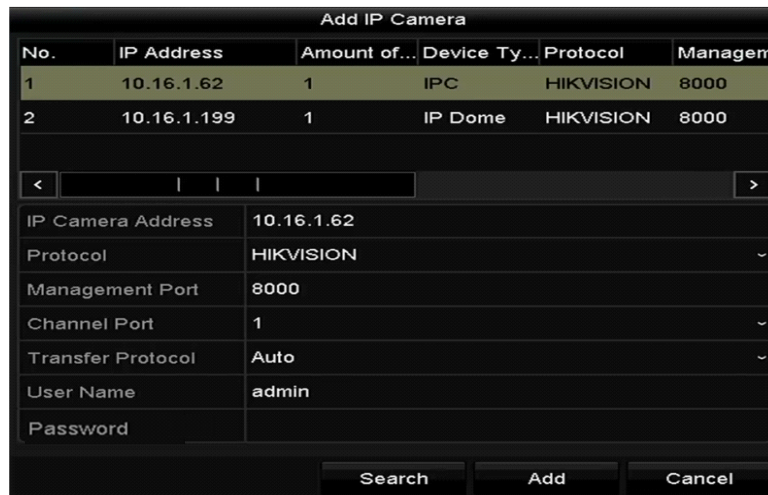 Add IP Camera
No. IP Address Amount of... Device Ty... Protocol Managem
1 10.16.1.62 1 IPC HIKVISION 8000
2 10.16.1.199 1 IP Dome HIKVISION 8000
< >
IP Camera Address 10.16.1.62
Protocol HIKVISION
Management Port 8000
Channel Port 1
Transfer Protocol Auto
User Name admin
Password
Search Add Cancel